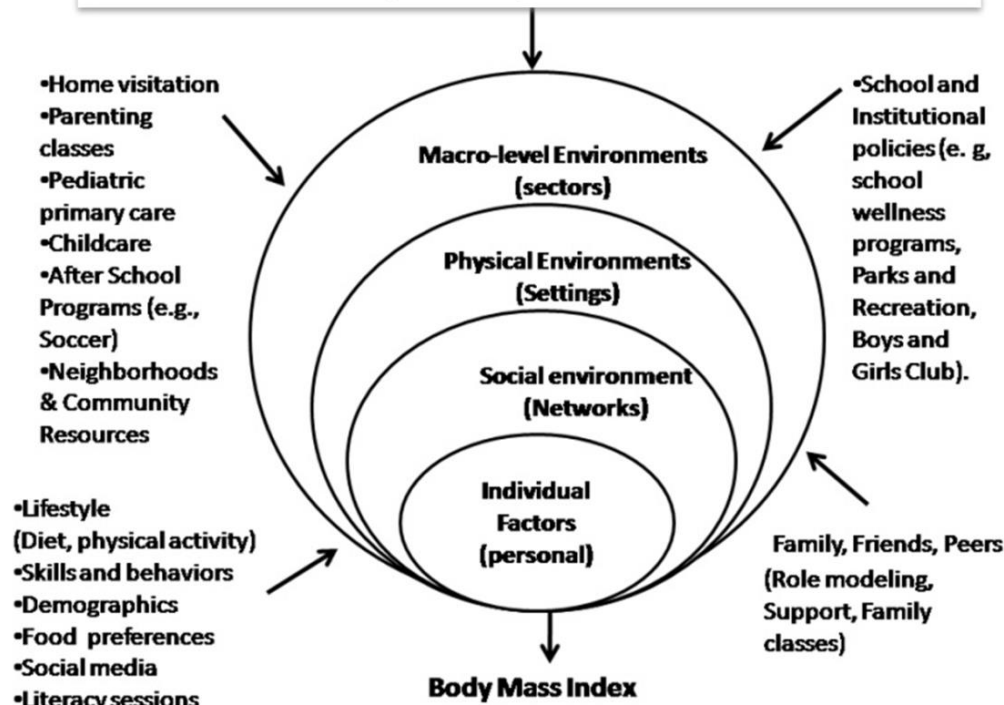 •Home visitation
•Parenting
classes
•Pediatric
primary care
•Childcare
•After School
Programs (e.g.,
Soccer)
•Neighborhoods
& Community
Resources
•Lifestyle
(Diet, physical activity)
•Skills and behaviors
•Demographics
•Food preferences
•Social media
•Literacy sessions
Macro-level Environments
(sectors)
Physical Environments
(Settings)
Social environment
(Networks)
Individual
Factors
(personal)
Body Mass Index
•School and
Institutional
policies (e. g,
school
wellness
programs,
Parks and
Recreation,
Boys and
Girls Club).
Family, Friends, Peers
(Role modeling,
Support, Family
classes)